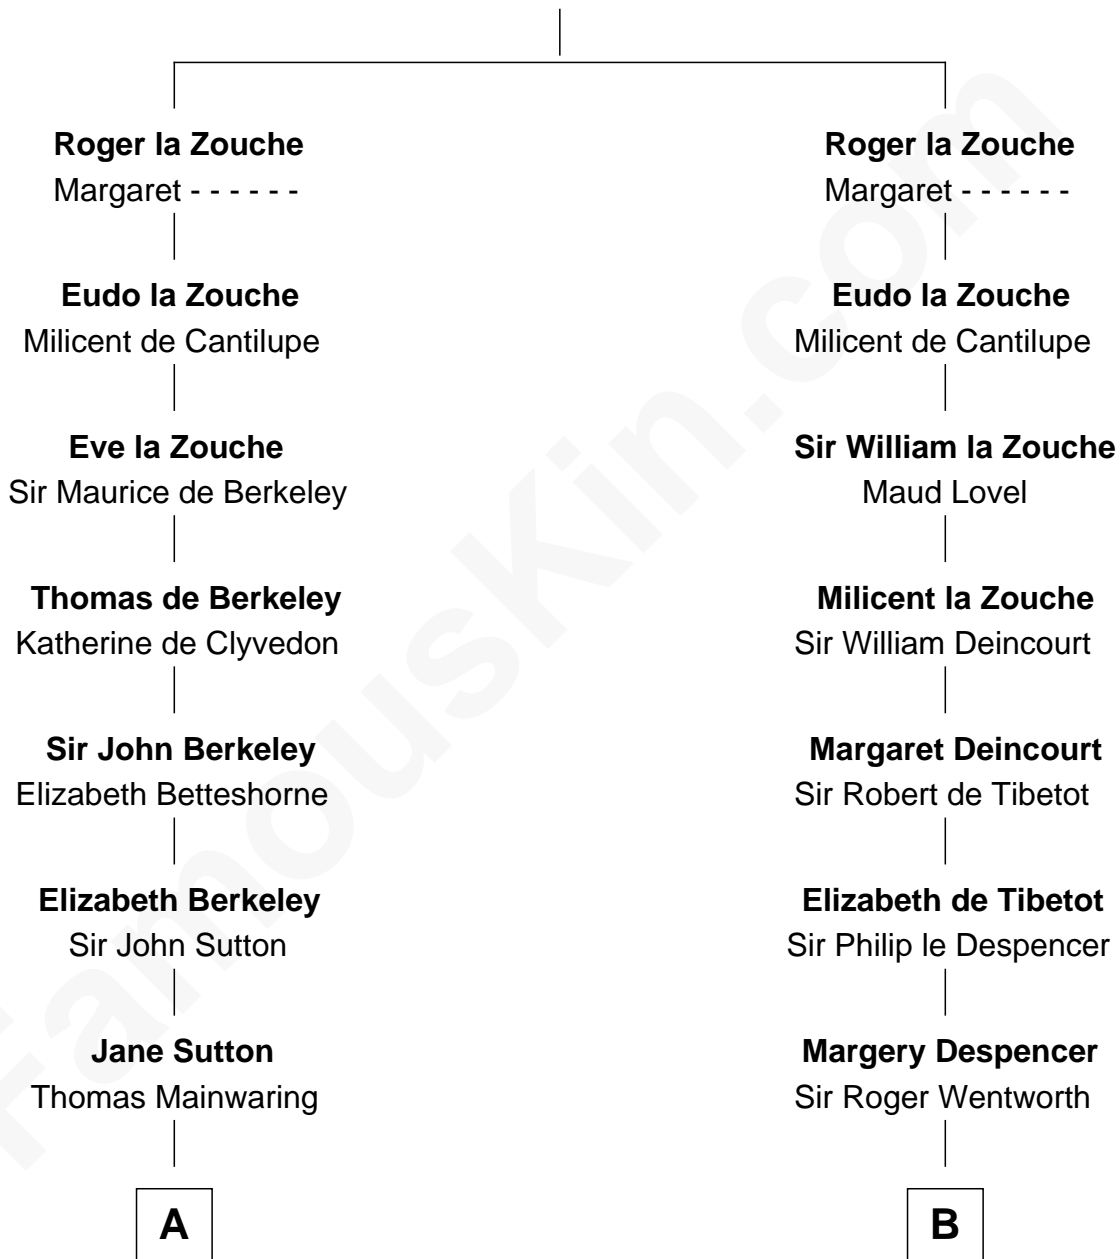 Roger la Zouche
Margaret - - - - - -
Eudo la Zouche
Milicent de Cantilupe
Eve la Zouche
Sir Maurice de Berkeley
Thomas de Berkeley
Katherine de Clyvedon
Sir John Berkeley
Elizabeth Betteshorne
Elizabeth Berkeley
Sir John Sutton
Jane Sutton
Thomas Mainwaring
A
Roger la Zouche
Margaret - - - - - -
Eudo la Zouche
Milicent de Cantilupe
Sir William la Zouche
Maud Lovel
Milicent la Zouche
Sir William Deincourt
Margaret Deincourt
Sir Robert de Tibetot
Elizabeth de Tibetot
Sir Philip le Despencer
Margery Despencer
Sir Roger Wentworth
B
FamousKin.com